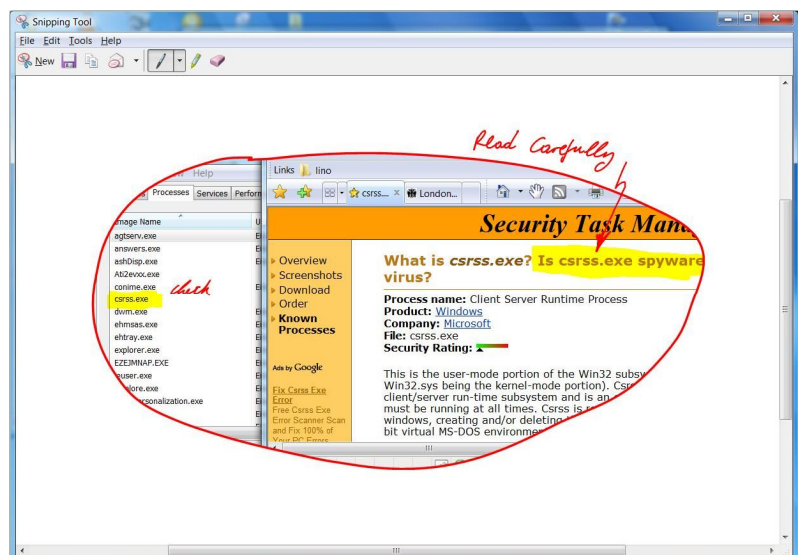 Snipping Tool
File Edit Tools Help
New
Read Carefully
Help
Processes Services Perform
Image Name
agtserv.exe
answers.exe
ashDisp.exe
Ati2evxx.exe
conime.exe
check
csrss.exe
dwm.exe
ehmsas.exe
ehtray.exe
explorer.exe
EZEJMNAP.EXE
Links lino
csrss... London...
Security Task Mana
Overview
Screenshots
Download
Order
Known
Processes
Ads by Google
Fix Csrss Exe
Error
Free Csrss Exe
Error Scanner Scan
and Fix 100% of
Your PC Errors
What is csrss.exe? Is csrss.exe spyware
virus?
Process name: Client Server Runtime Process
Product: Windows
Company: Microsoft
File: csrss.exe
Security Rating:
This is the user-mode portion of the Win32 subsy
Win32.sys being the kernel-mode portion). Csr
client/server run-time subsystem and is an
must be running at all times. Csrss is
windows, creating and/or deleting
bit virtual MS-DOS environme